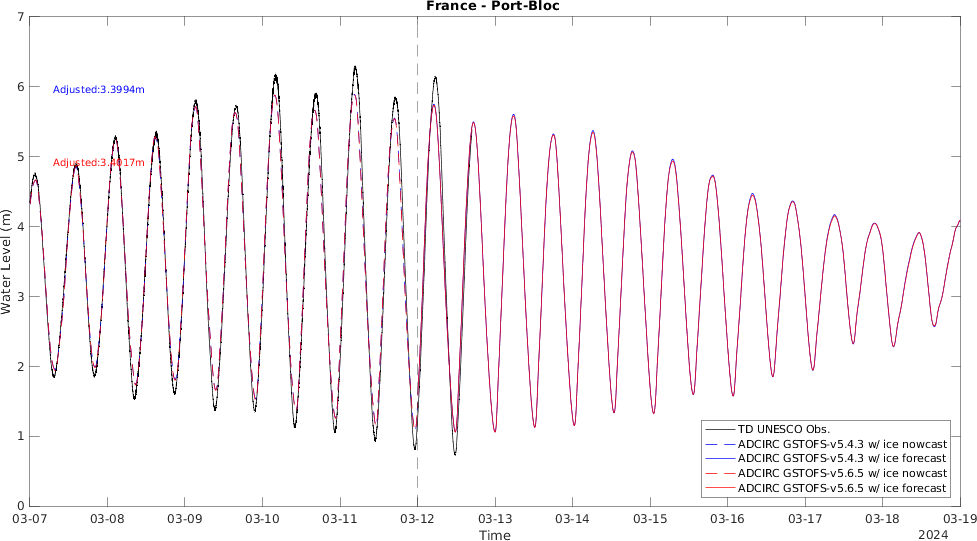 France - Port-Bloc
7
6
5
4
3
2
1
0
Water Level (m)
Adjusted:3.3994m
Adjusted:3.4017m
TD UNESCO Obs.
ADCIRC GSTOFS-v5.4.3 w/ ice nowcast
ADCIRC GSTOFS-v5.4.3 w/ ice forecast
ADCIRC GSTOFS-v5.6.5 w/ ice nowcast
ADCIRC GSTOFS-v5.6.5 w/ ice forecast
03-07 03-08 03-09 03-10 03-11 03-12 03-13 03-14 03-15 03-16 03-17 03-18 03-19
Time
2024